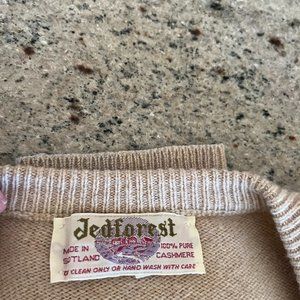 Jedforest
MADE IN 100% PURE
SCOTLAND CASHMERE
DRY CLEAN ONLY OR HAND WASH WITH CARE